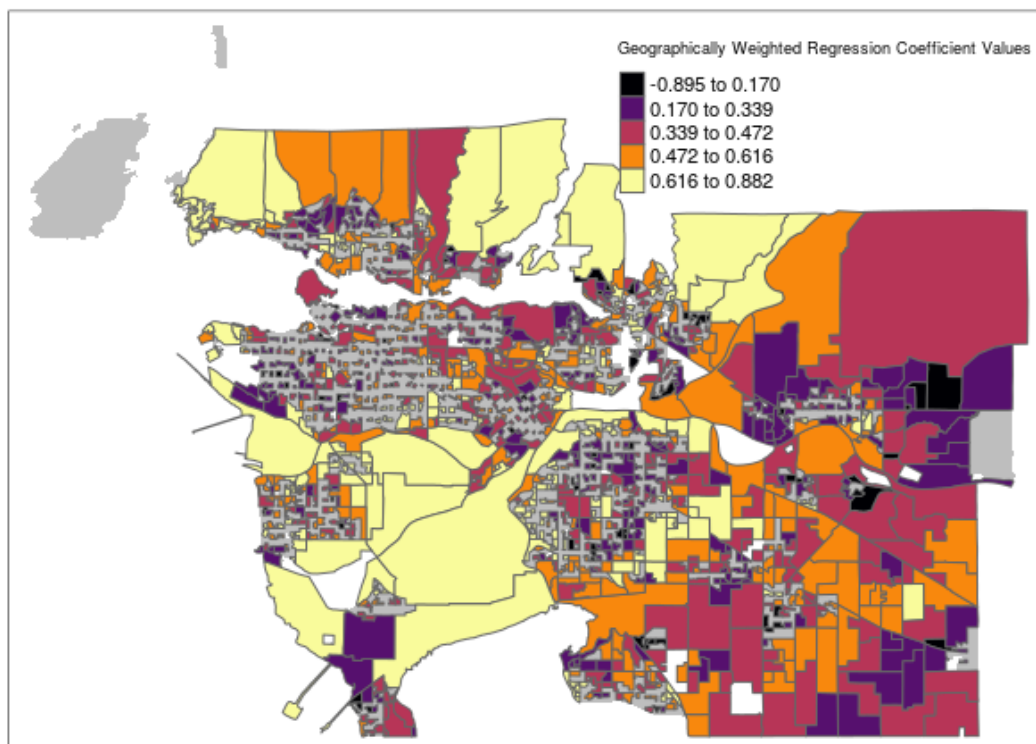 Geographically Weighted Regression Coefficient Values
-0.895 to 0.170
0.170 to 0.339
0.339 to 0.472
0.472 to 0.616
0.616 to 0.882